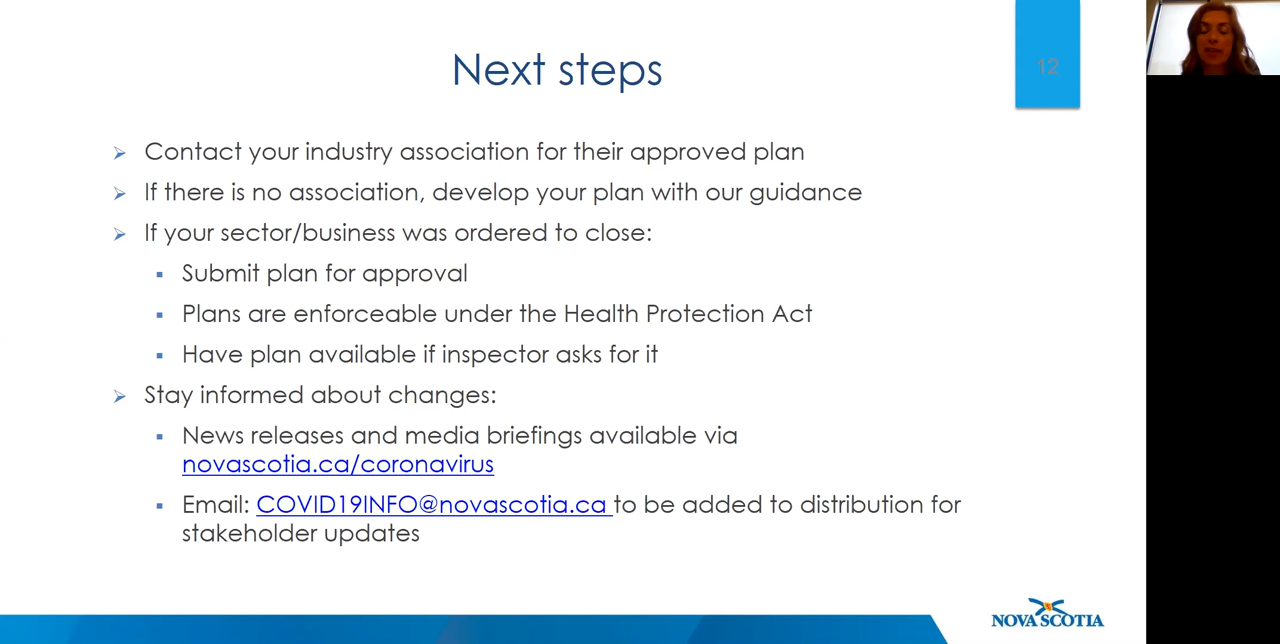 Next steps
12
Contact your industry association for their approved plan
If there is no association, develop your plan with our guidance
If your sector/business was ordered to close:
Submit plan for approval
Plans are enforceable under the Health Protection Act
Have plan available if inspector asks for it
Stay informed about changes:
News releases and media briefings available via
novascotia.ca/coronavirus
Email: COVID19INFO@novascotia.ca to be added to distribution for
stakeholder updates
NOVA SCOTIA